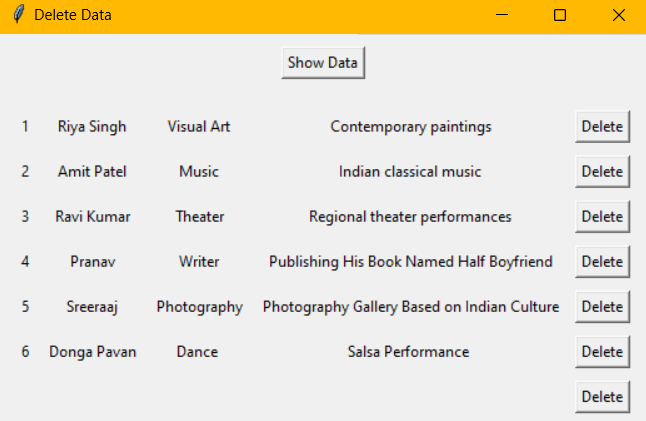 Delete Data
Show Data
1 Riya Singh Visual Art Contemporary paintings Delete
2 Amit Patel Music Indian classical music Delete
3 Ravi Kumar Theater Regional theater performances Delete
4 Pranav Writer Publishing His Book Named Half Boyfriend Delete
5 Sreeraaj Photography Photography Gallery Based on Indian Culture Delete
6 Donga Pavan Dance Salsa Performance Delete
Delete